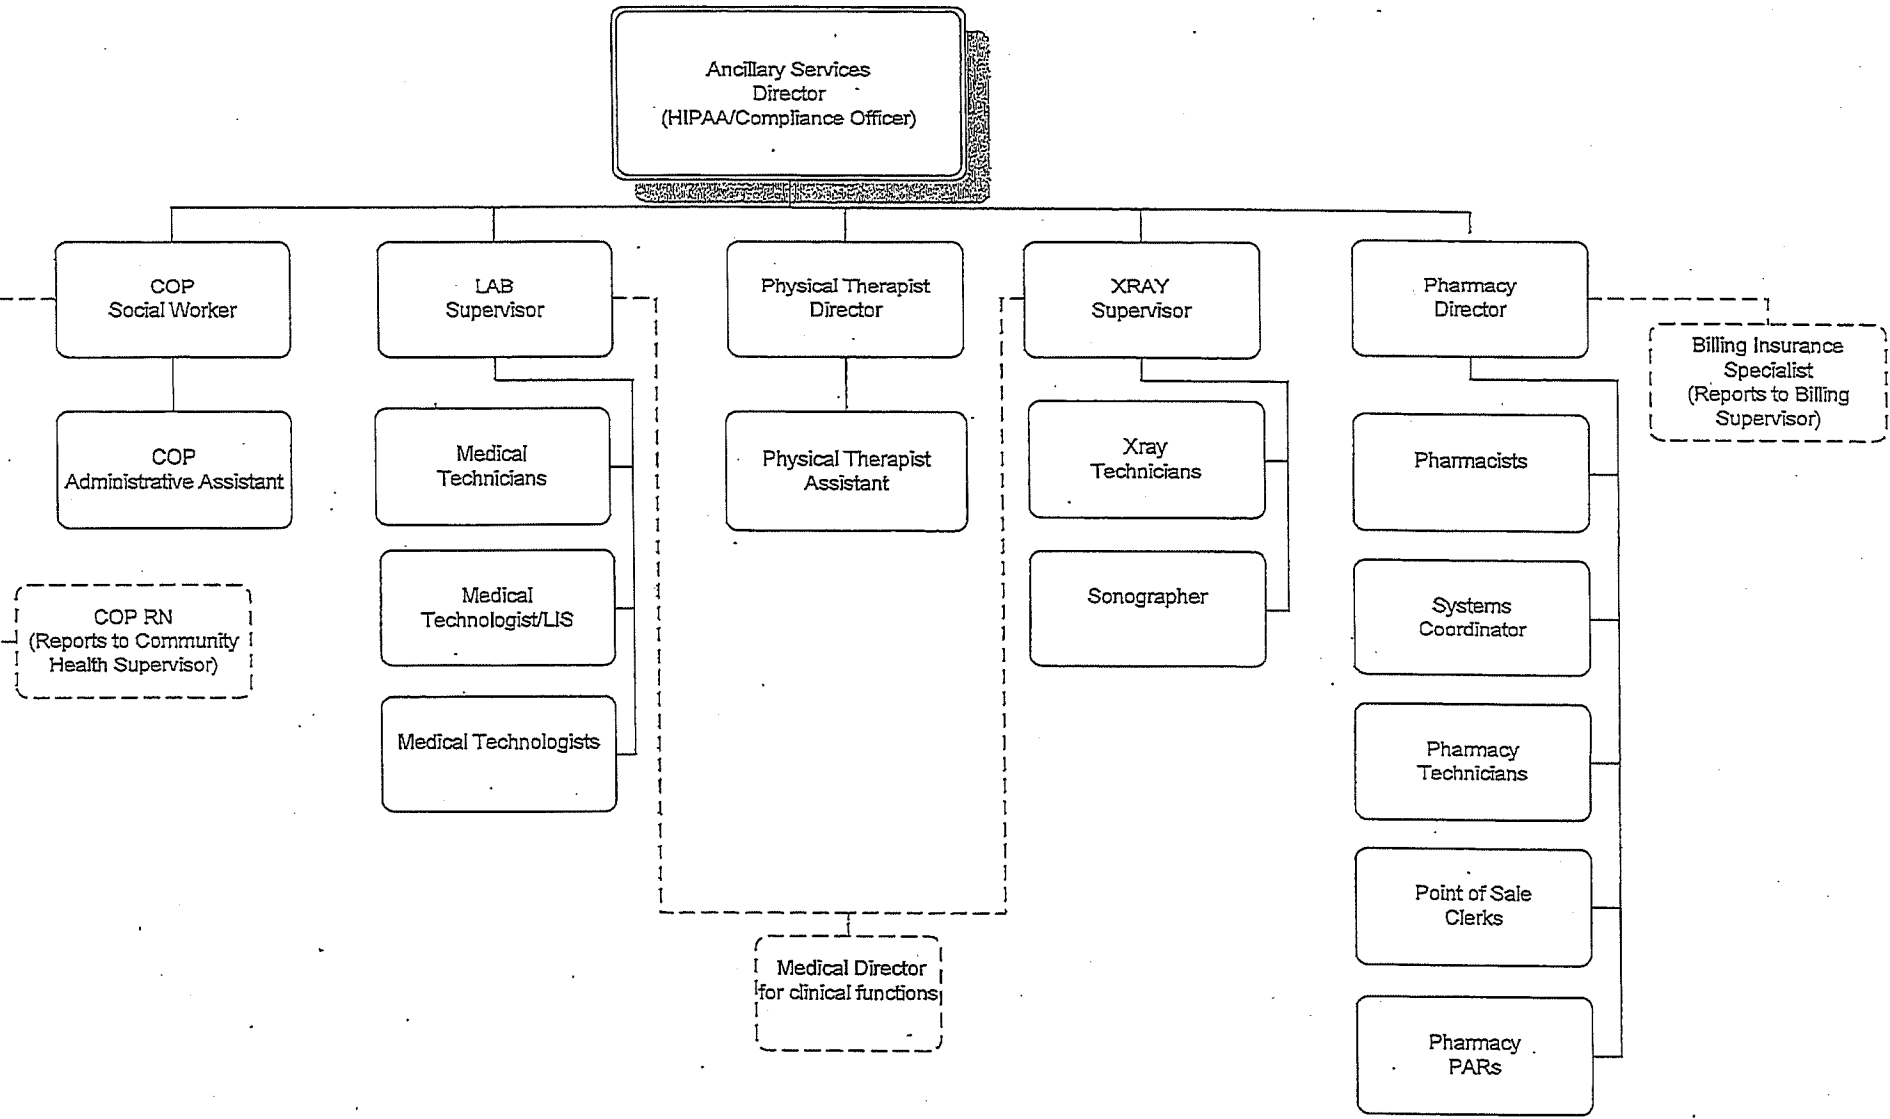 Ancillary Services
Director
(HIPAA/Compliance Officer)
COP
Social Worker
LAB
Supervisor
Physical Therapist
Director
XRAY
Supervisor
Pharmacy
Director
Billing Insurance
Specialist
(Reports to Billing
Supervisor)
COP
Administrative Assistant
Medical
Technicians
Physical Therapist
Assistant
Xray
Technicians
Pharmacists
COP RN
(Reports to Community
Health Supervisor)
Medical
Technologist/LIS
Sonographer
Systems
Coordinator
Medical Technologists
Pharmacy
Technicians
Point of Sale
Clerks
Medical Director
for clinical functions
Pharmacy
PARs